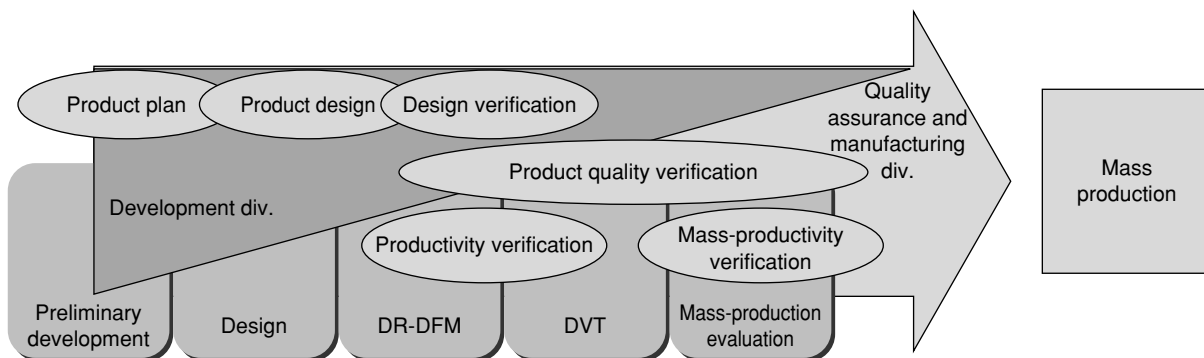 Product plan
Product design
Design verification
Quality
assurance and
manufacturing
div.
Product quality verification
Development div.
Productivity verification
Mass-productivity
verification
Preliminary
development
Design
DR-DFM
DVT
Mass-production
evaluation
Mass
production